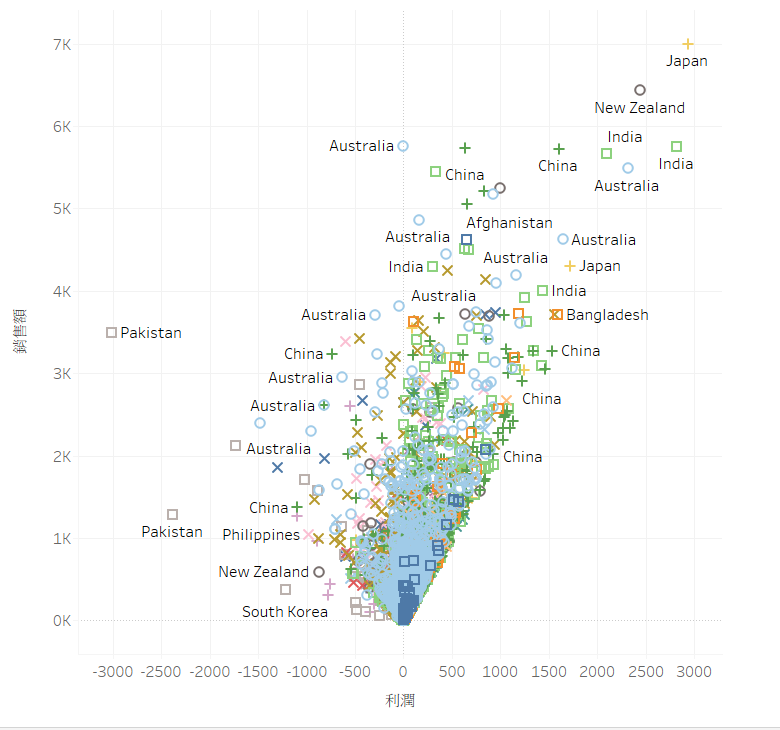 7K
Japan
New Zealand
6K
Australia
India
China
China
India
Australia
5K
Afghanistan
Australia
Australia
Australia
India
Japan
4K
India
Australia
Australia
Bangladesh
銷售額
Pakistan
China
China
3K
Australia
China
Australia
2K
Australia
China
China
Pakistan
Philippines
1K
New Zealand
South Korea
0K
-3000 -2500 -2000 -1500 -1000 -500 0 500 1000 1500 2000 2500 3000
利潤